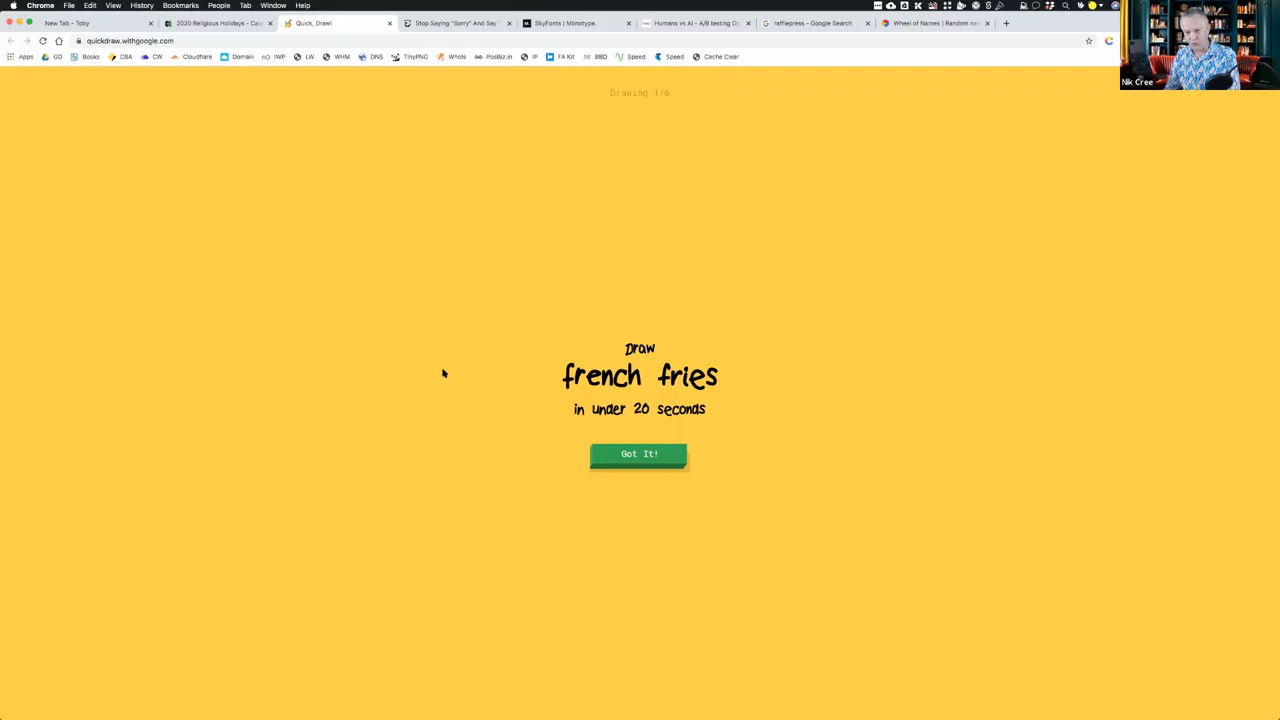 Chrome File Edit View History Bookmarks People Tab Window Help
New Tab - Toby
2020 Religious Holidays - Cal
Quick, Draw!
Stop Saying "Sorry" And Say
SkyFonts | Monotype.
Humans vs AI - A/B testing Do
rafflepress - Google Search
Wheel of Names | Random na
quickdraw.withgoogle.com
Apps GD Books CBA CW Cloudflare Domain IWP LW WHM DNS TinyPNG WhoIs PosBiz.in IP FA Kit BBD Speed Speed Cache Clear
Nik Cree
Drawing 1/6
Draw
french fries
in under 20 seconds
Got It!